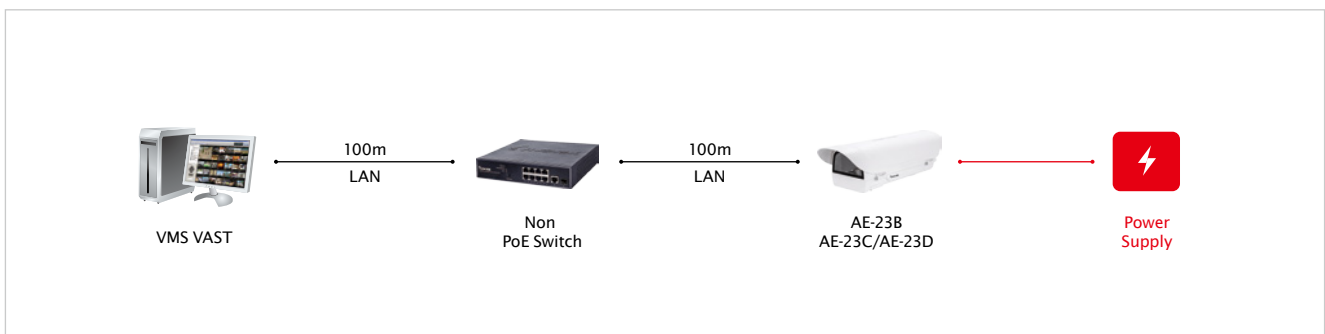 100m
LAN
100m
LAN
VMS VAST
Non
PoE Switch
AE-23B
AE-23C/AE-23D
Power
Supply